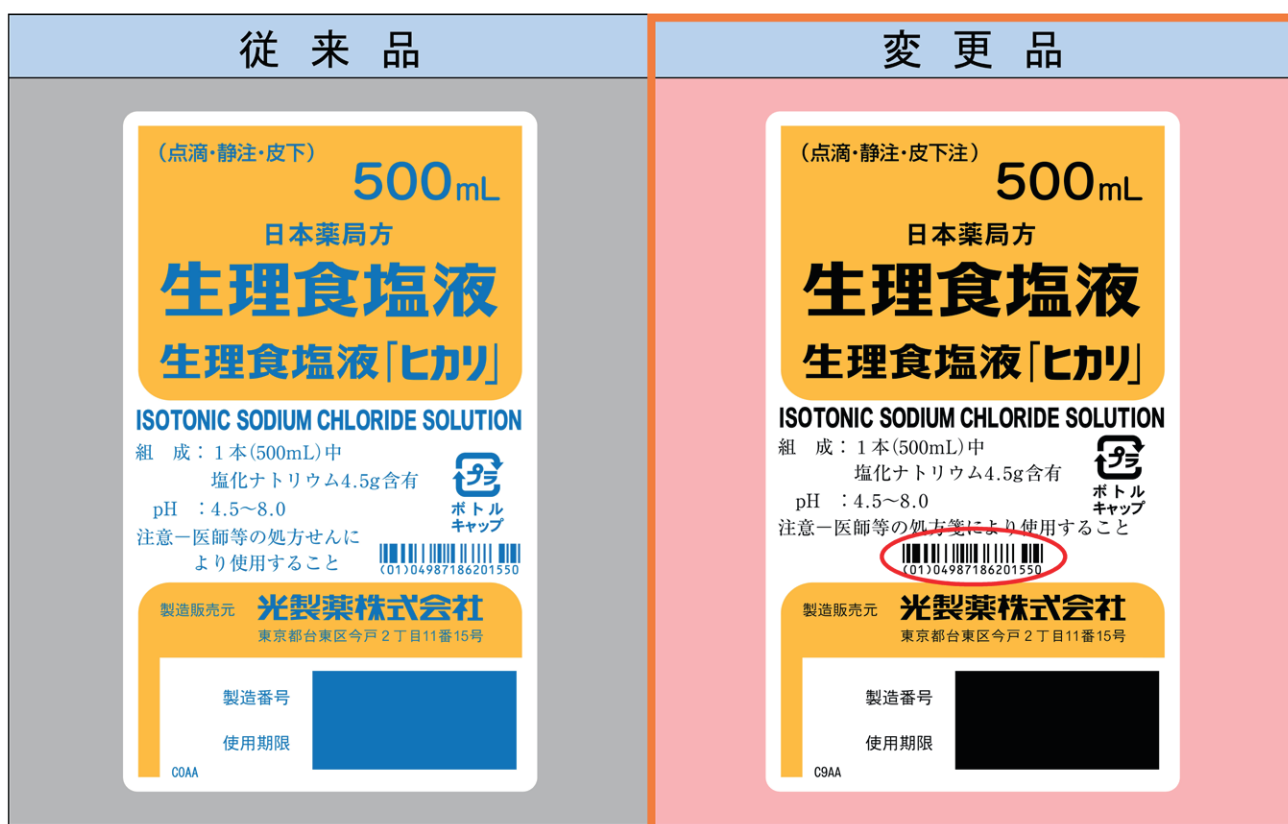 従来品
(点滴・静注・皮下)
500mL
日本薬局方
生理食塩液
生理食塩液「ヒカリ」
ISOTONIC SODIUM CHLORIDE SOLUTION
組　成：1本(500mL)中
塩化ナトリウム4.5g含有
pH　：4.5〜8.0
注意−医師等の処方せんに
より使用すること
プラ
ボトル
キャップ
(01)04987186201550
製造販売元　光製薬株式会社
東京都台東区今戸2丁目11番15号
製造番号
使用期限
C0AA
変更品
(点滴・静注・皮下注)
500mL
日本薬局方
生理食塩液
生理食塩液「ヒカリ」
ISOTONIC SODIUM CHLORIDE SOLUTION
組　成：1本(500mL)中
塩化ナトリウム4.5g含有
pH　：4.5〜8.0
プラ
ボトル
キャップ
注意−医師等の処方箋により使用すること
(01)04987186201550
製造販売元　光製薬株式会社
東京都台東区今戸2丁目11番15号
製造番号
使用期限
C9AA